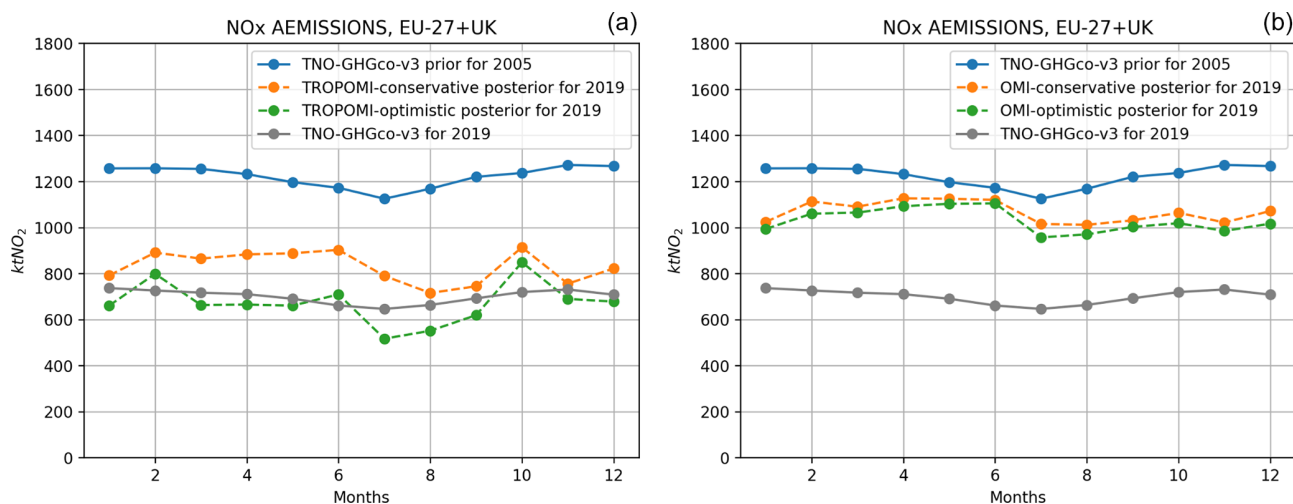 NOx AEMISSIONS, EU-27+UK
(a)
TNO-GHGco-v3 prior for 2005
TROPOMI-conservative posterior for 2019
TROPOMI-optimistic posterior for 2019
TNO-GHGco-v3 for 2019
1800
1600
1400
1200
1000
800
600
400
200
0
ktNO₂
2
4
6
8
10
12
Months
NOx AEMISSIONS, EU-27+UK
(b)
TNO-GHGco-v3 prior for 2005
OMI-conservative posterior for 2019
OMI-optimistic posterior for 2019
TNO-GHGco-v3 for 2019
1800
1600
1400
1200
1000
800
600
400
200
0
ktNO₂
2
4
6
8
10
12
Months